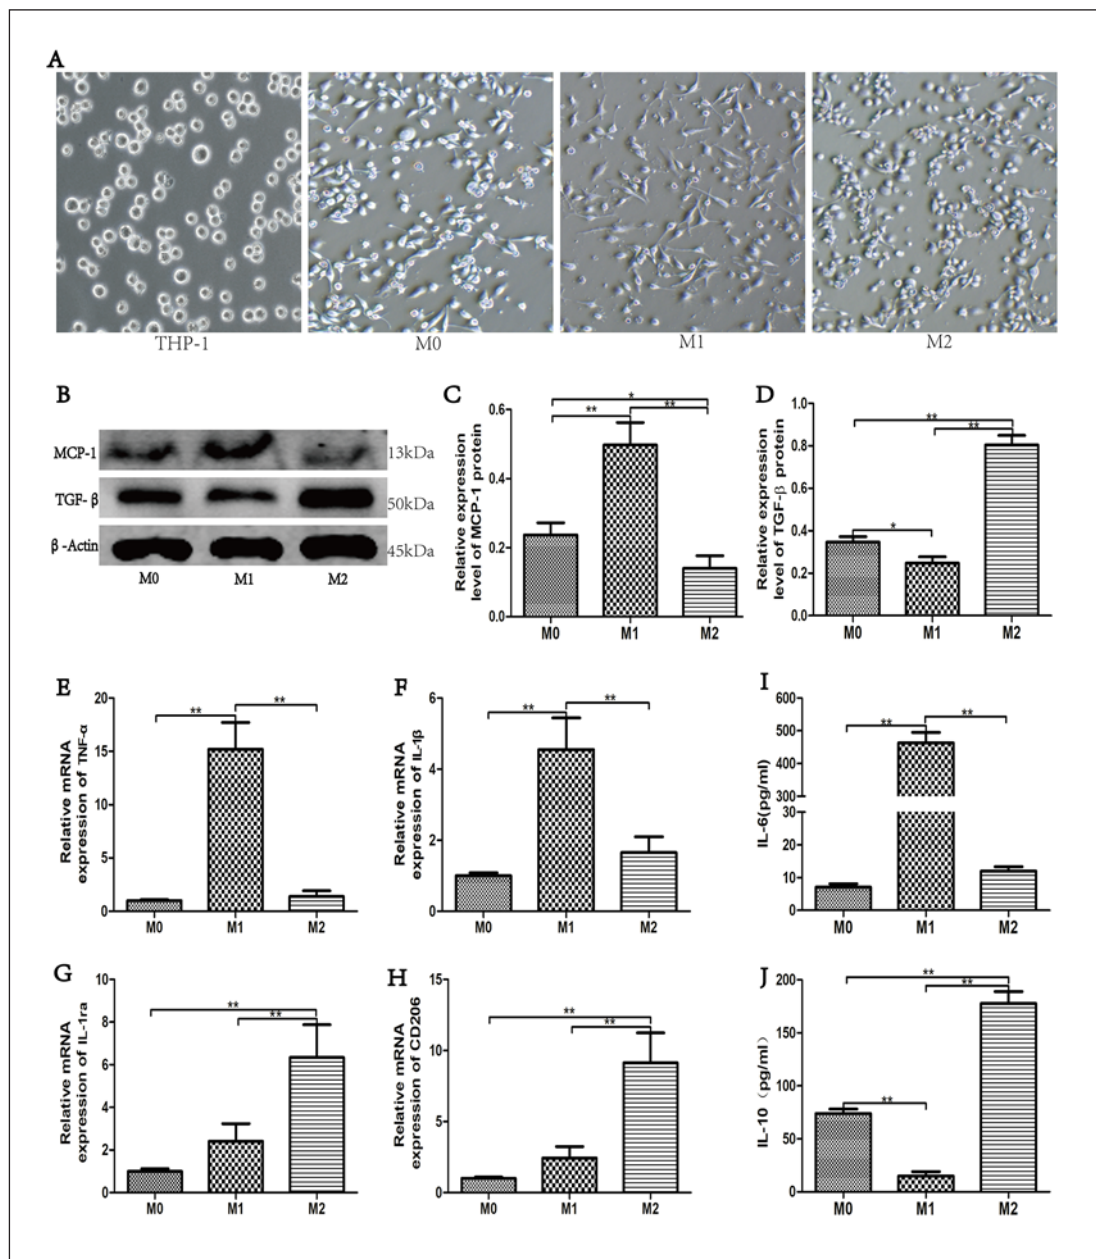 A
THP-1 M0 M1 M2
B
MCP-1 13kDa
TGF- β 50kDa
β -Actin 45kDa
M0 M1 M2
C
Relative expression
level of MCP-1 protein
0.6
0.4
0.2
0.0
* ** **
M0 M1 M2
D
Relative expression
level of TGF-β protein
1.0
0.8
0.6
0.4
0.2
0.0
** ** *
M0 M1 M2
E
Relative mRNA
expression of TNF-α
20
15
10
5
0
** **
M0 M1 M2
F
Relative mRNA
expression of IL-1β
6
4
2
0
** **
M0 M1 M2
I
IL-6(pg/ml)
600
500
400
300
200
30
20
10
0
** **
M0 M1 M2
G
Relative mRNA
expression of IL-1ra
10
8
6
4
2
0
** **
M0 M1 M2
H
Relative mRNA
expression of CD206
15
10
5
0
** **
M0 M1 M2
J
IL-10（pg/ml）
200
150
100
50
0
** ** **
M0 M1 M2